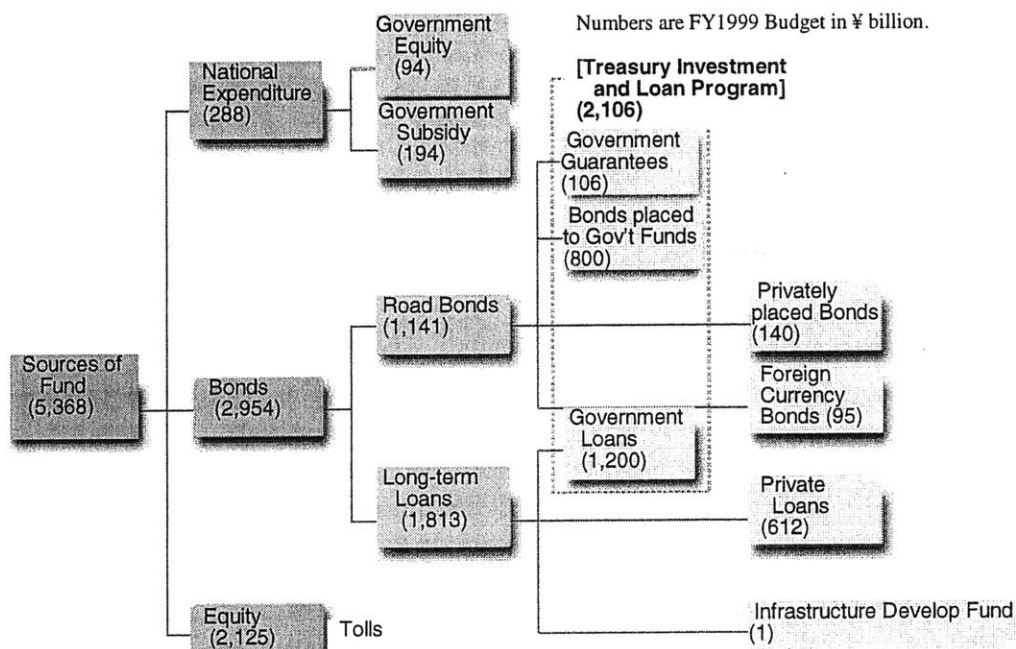 Numbers are FY1999 Budget in ¥ billion.
Government
Equity
(94)
National
Expenditure
(288)
Government
Subsidy
(194)
[Treasury Investment
and Loan Program]
(2,106)
Government
Guarantees
(106)
Bonds placed
to Gov't Funds
(800)
Road Bonds
(1,141)
Privately
placed Bonds
(140)
Sources of
Fund
(5,368)
Bonds
(2,954)
Foreign
Currency
Bonds (95)
Government
Loans
(1,200)
Long-term
Loans
(1,813)
Private
Loans
(612)
Equity
(2,125)
Tolls
Infrastructure Develop Fund
(1)